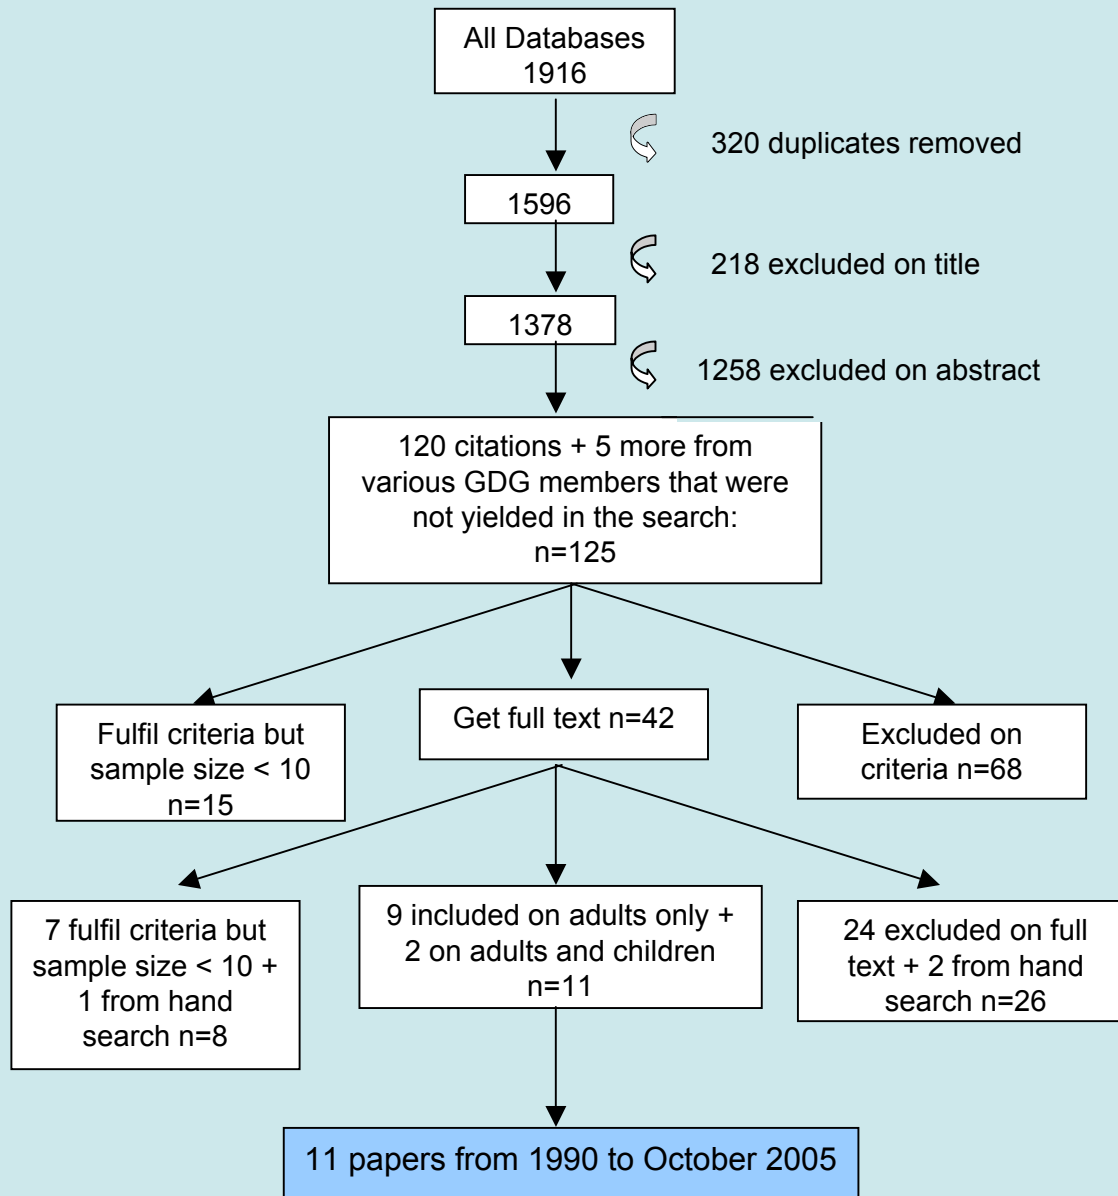 All Databases
1916
320 duplicates removed
1596
218 excluded on title
1378
1258 excluded on abstract
120 citations + 5 more from
various GDG members that were
not yielded in the search:
n=125
Fulfil criteria but
sample size < 10
n=15
Get full text n=42
Excluded on
criteria n=68
7 fulfil criteria but
sample size < 10 +
1 from hand
search n=8
9 included on adults only +
2 on adults and children
n=11
24 excluded on full
text + 2 from hand
search n=26
11 papers from 1990 to October 2005